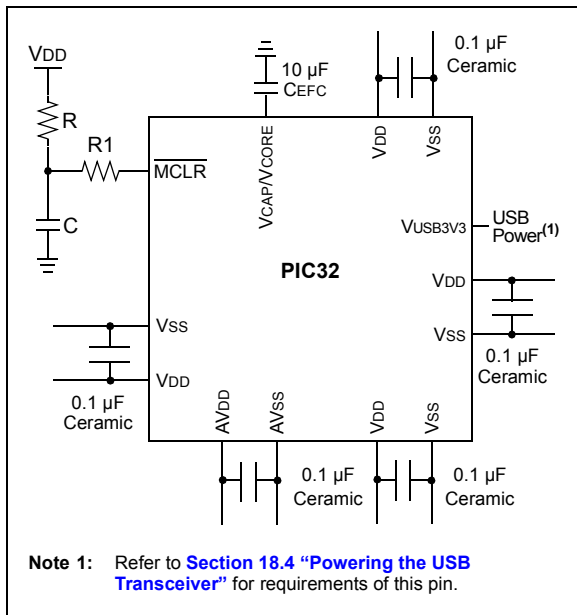 VDD
R
R1
C
10 µF
CEFC
0.1 µF
Ceramic
MCLR
VCAP/VCORE
VDD
VSS
VUSB3V3
USB
Power(1)
PIC32
VDD
VSS
0.1 µF
Ceramic
VSS
VDD
0.1 µF
Ceramic
AVDD
AVSS
0.1 µF
Ceramic
VDD
VSS
0.1 µF
Ceramic
Note 1: Refer to Section 18.4 “Powering the USB
Transceiver” for requirements of this pin.